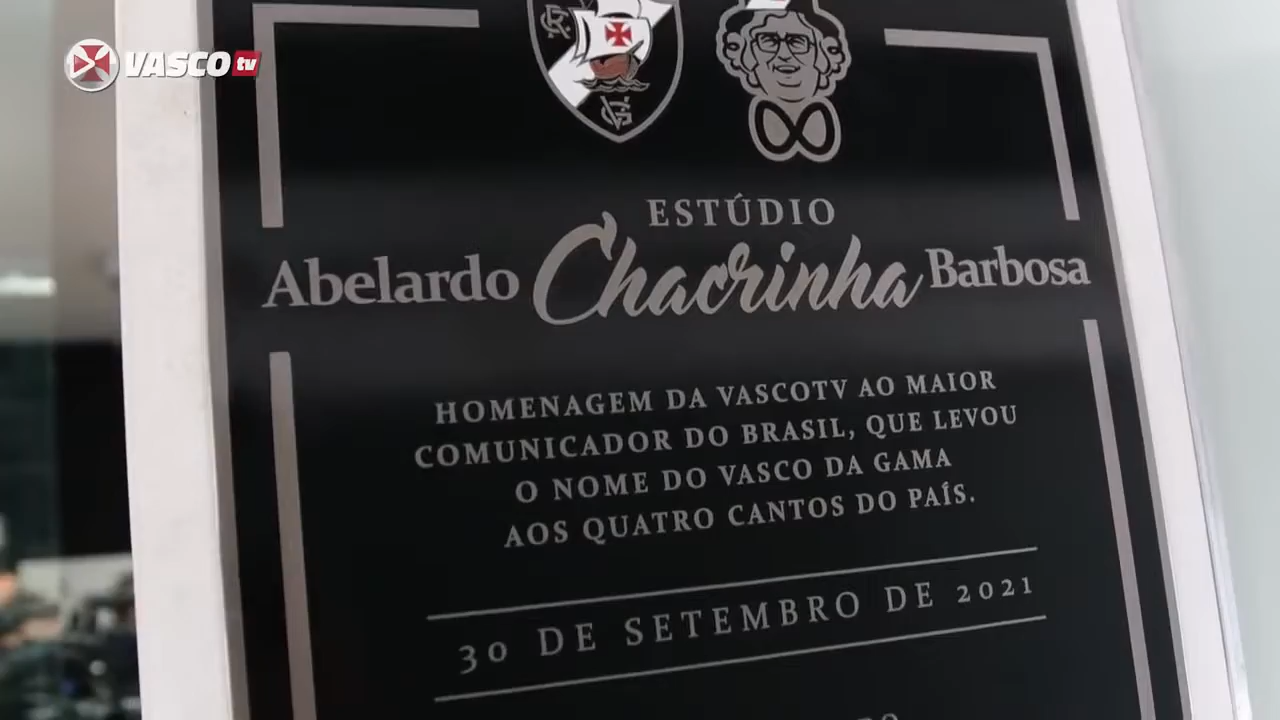 VASCO tv
ESTÚDIO
Abelardo Chacrinha Barbosa
HOMENAGEM DA VASCOTV AO MAIOR
COMUNICADOR DO BRASIL, QUE LEVOU
O NOME DO VASCO DA GAMA
AOS QUATRO CANTOS DO PAÍS.
30 DE SETEMBRO DE 2021